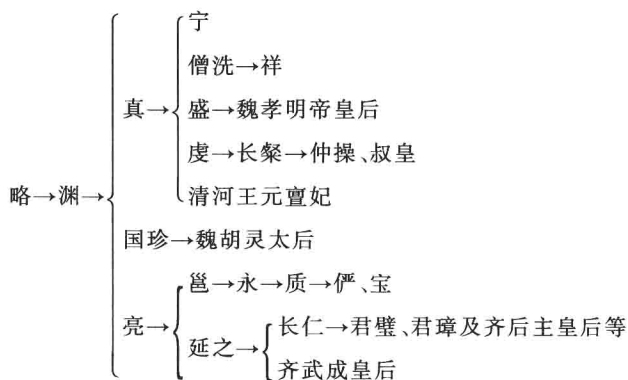 宁
僧洗→祥
真→
盛→魏孝明帝皇后
虔→长粲→仲操、叔皇
略→渊→
清河王元亶妃
国珍→魏胡灵太后
邕→永→质→俨、宝
亮→
长仁→君璧、君璋及齐后主皇后等
延之→
齐武成皇后